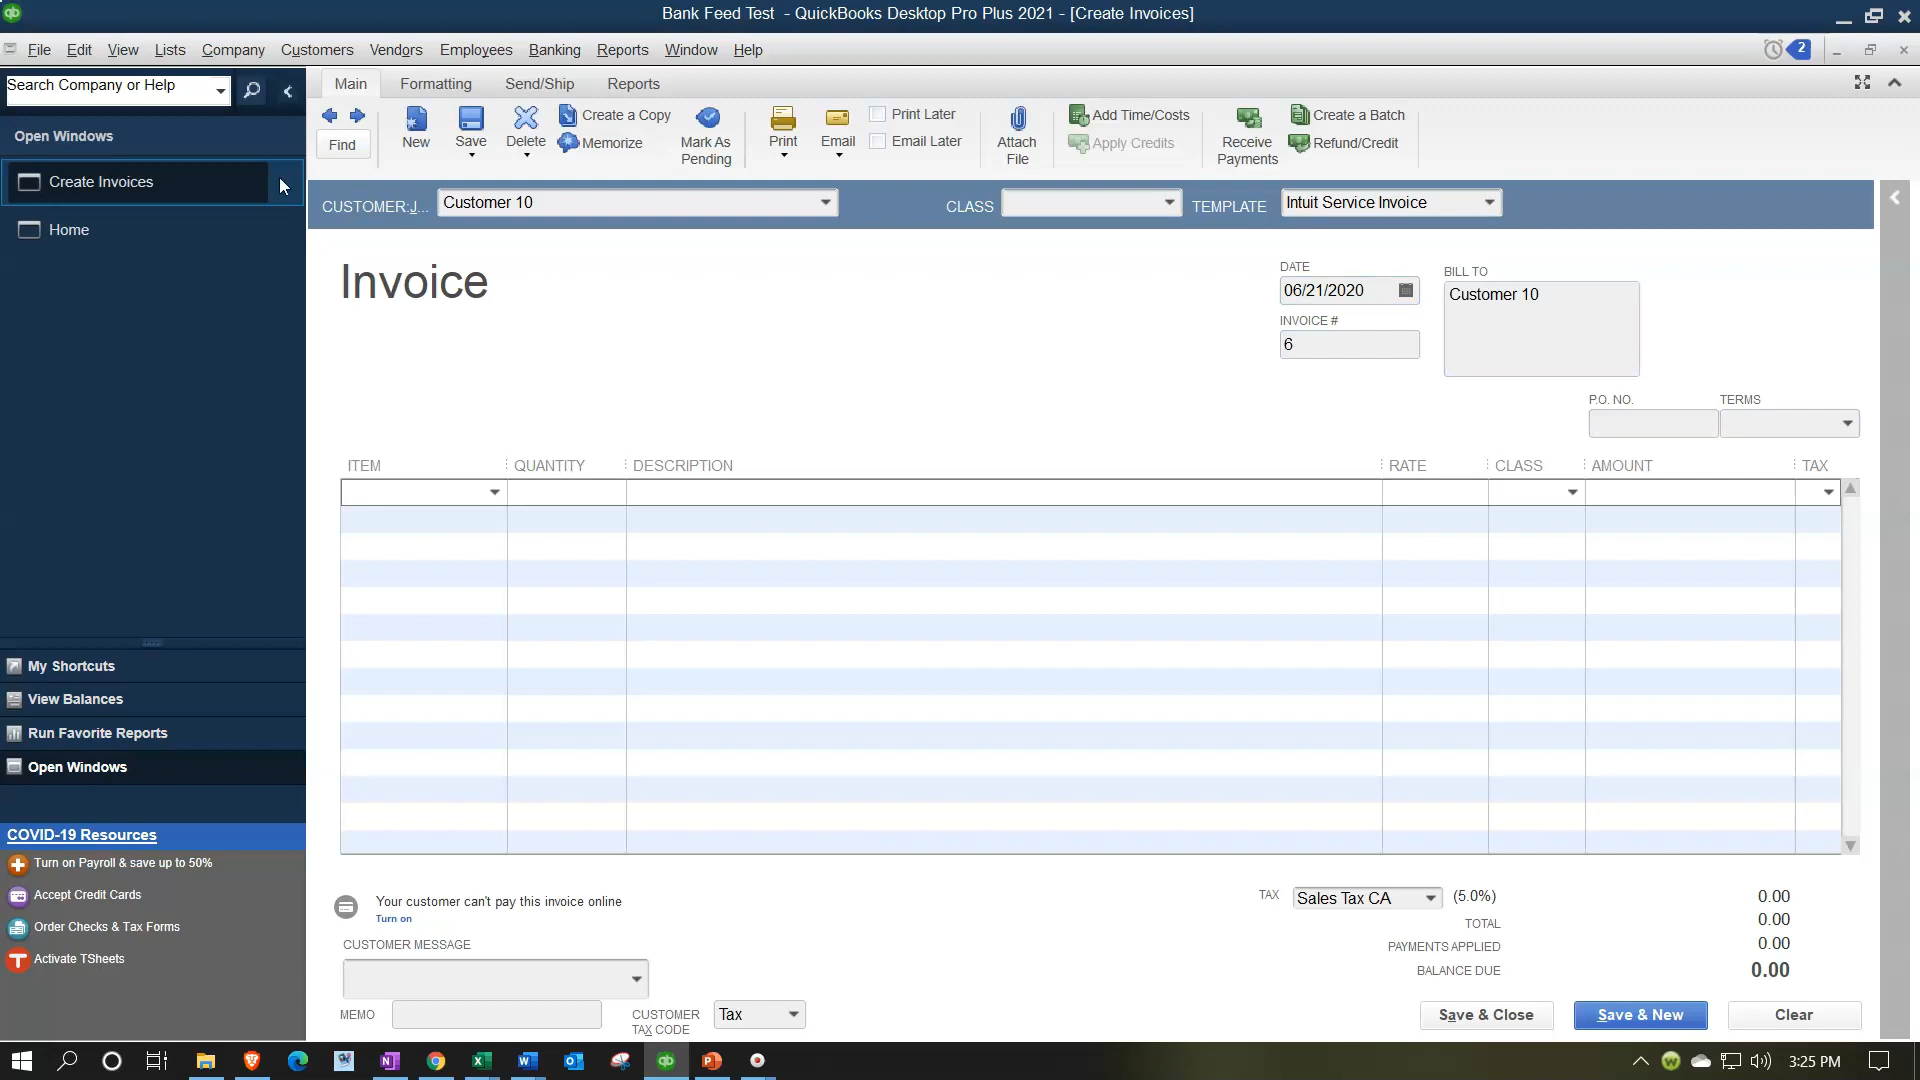 Bank Feed Test - QuickBooks Desktop Pro Plus 2021 - [Create Invoices]
File Edit View Lists Company Customers Vendors Employees Banking Reports Window Help
2
Search Company or Help
Main Formatting Send/Ship Reports
Find
New
Save
Delete
Create a Copy
Memorize
Mark As
Pending
Print
Email
Print Later
Email Later
Attach
File
Add Time/Costs
Apply Credits
Receive
Payments
Create a Batch
Refund/Credit
Open Windows
Create Invoices
Home
CUSTOMER:J... Customer 10 CLASS TEMPLATE Intuit Service Invoice
Invoice
DATE
06/21/2020
INVOICE #
6
BILL TO
Customer 10
P.O. NO. TERMS
ITEM QUANTITY DESCRIPTION RATE CLASS AMOUNT TAX
My Shortcuts
View Balances
Run Favorite Reports
Open Windows
COVID-19 Resources
Turn on Payroll & save up to 50%
Accept Credit Cards
Order Checks & Tax Forms
Activate TSheets
Your customer can't pay this invoice online
Turn on
CUSTOMER MESSAGE
MEMO
CUSTOMER
TAX CODE
Tax
TAX Sales Tax CA (5.0%) 0.00
TOTAL 0.00
PAYMENTS APPLIED 0.00
BALANCE DUE 0.00
Save & Close Save & New Clear
3:25 PM